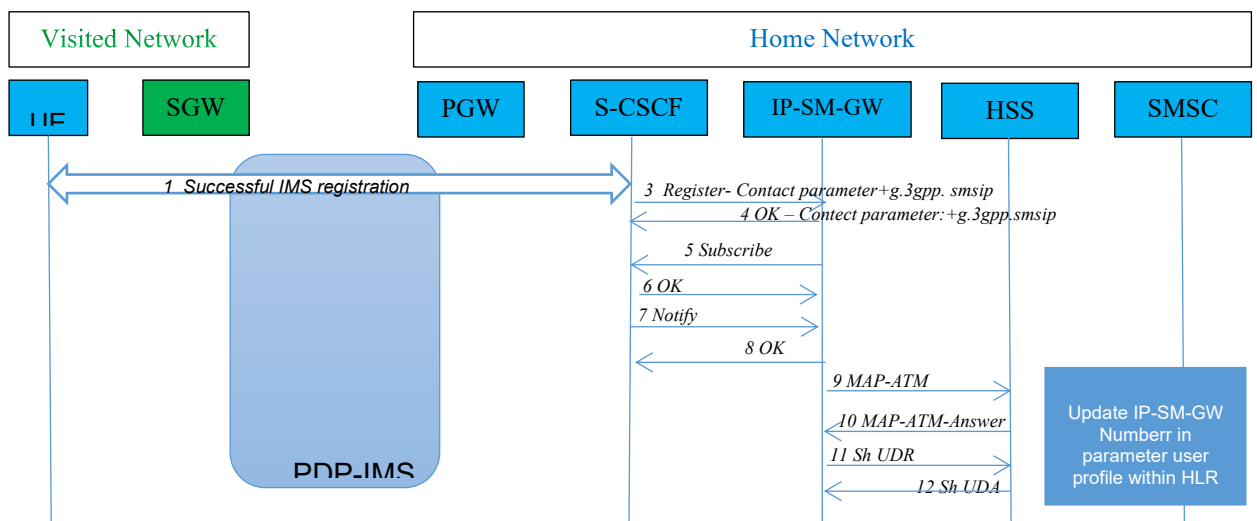 Visited Network
Home Network
UE
SGW
PGW
S-CSCF
IP-SM-GW
HSS
SMSC
1 Successful IMS registration
3 Register- Contact parameter+g.3gpp. smsip
4 OK – Contect parameter:+g.3gpp.smsip
5 Subscribe
6 OK
7 Notify
8 OK
9 MAP-ATM
10 MAP-ATM-Answer
11 Sh UDR
12 Sh UDA
Update IP-SM-GW
Numberr in
parameter user
profile within HLR
PDP-IMS